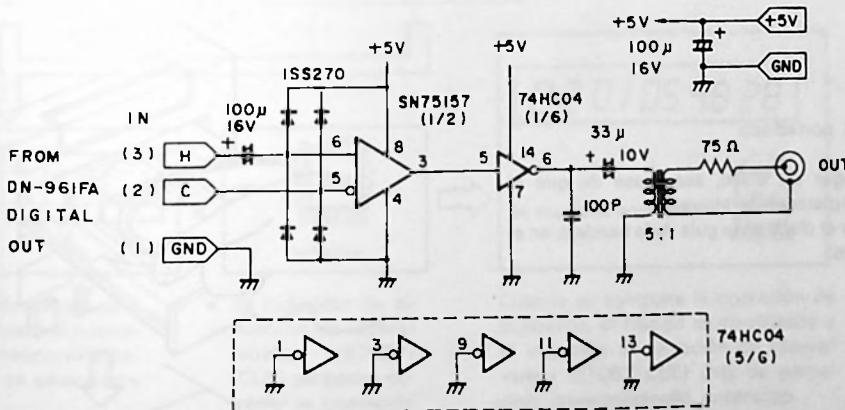 +5V
+5V
100μ
16V
GND
+5V
+5V
1SS270
SN75157
(1/2)
74HC04
(1/6)
IN
100μ
16V
+
33μ
+
10V
75Ω
OUT
FROM
DN-961FA
DIGITAL
OUT
(3) H
(2) C
(1) GND
6
5
8
4
3
5
14
6
7
100P
5:1
1
3
9
11
13
74HC04
(5/6)